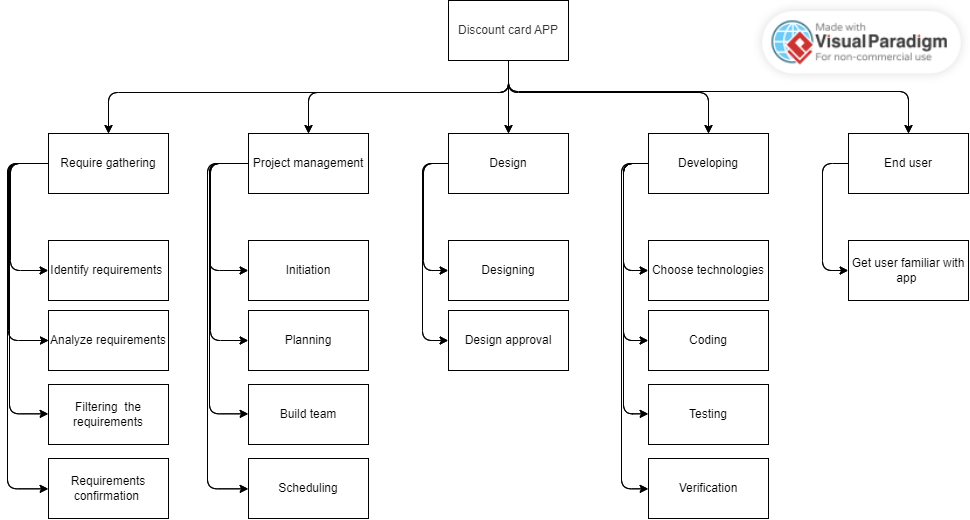 Discount card APP
Made with
Visual Paradigm
For non-commercial use
Require gathering
Project management
Design
Developing
End user
Identify requirements
Initiation
Designing
Choose technologies
Get user familiar with
app
Analyze requirements
Planning
Design approval
Coding
Filtering the
requirements
Build team
Testing
Requirements
confirmation
Scheduling
Verification